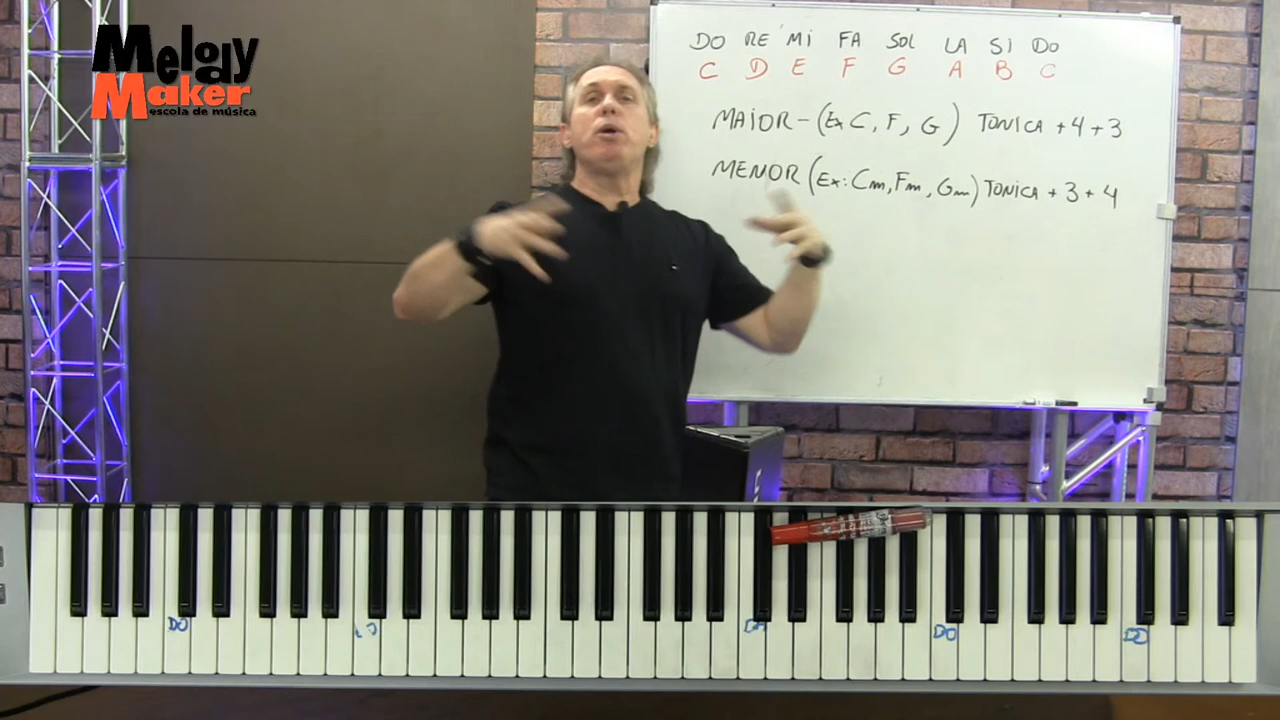 Melody
Maker
escola de música
DO RE MI FA SOL LA SI DO
C D E F G A B C
MAIOR - (Ex C, F, G) TONICA + 4 + 3
MENOR (Ex: Cm, Fm, Gm) TONICA + 3 + 4
DO
DO
DO